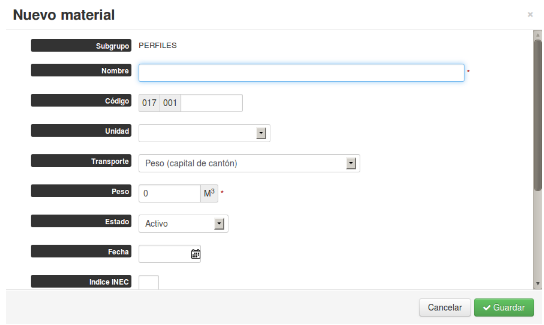 Nuevo material ×
Subgrupo PERFILES
Nombre *
Código 017 001
Unidad
Transporte Peso (capital de cantón)
Peso 0 M3 *
Estado Activo
Fecha
Indice INEC
Cancelar Guardar